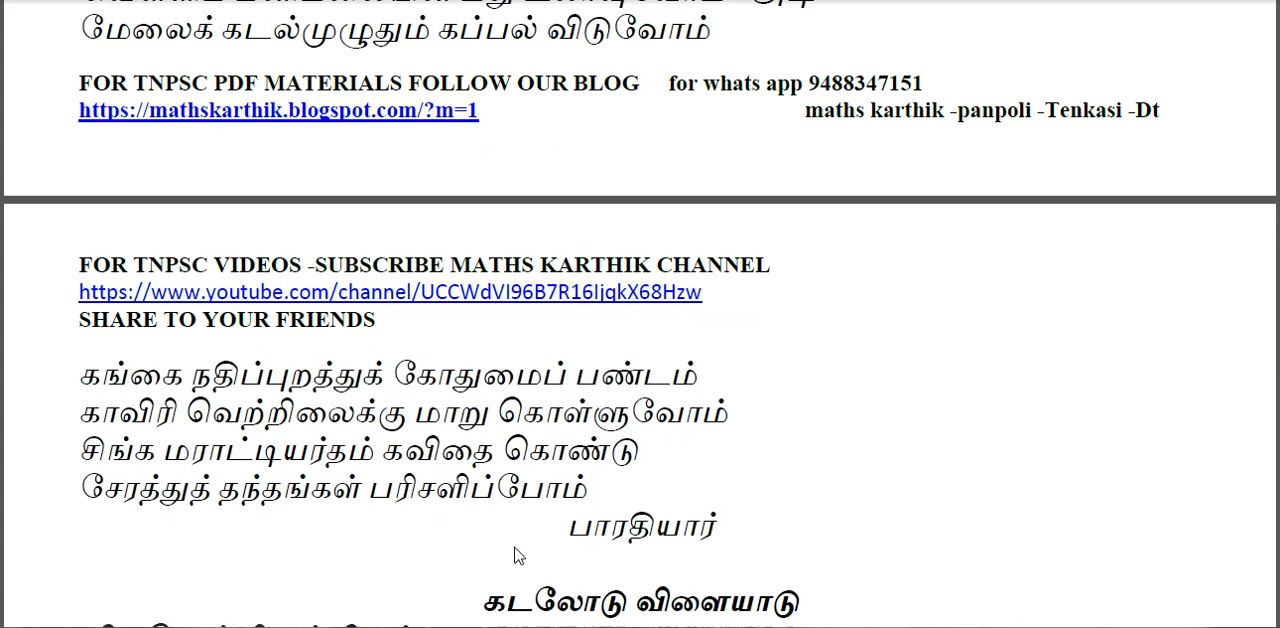 மேலைக் கடல்முழுதும் கப்பல் விடுவோம்
FOR TNPSC PDF MATERIALS FOLLOW OUR BLOG for whats app 9488347151
https://mathskarthik.blogspot.com/?m=1 maths karthik -panpoli -Tenkasi -Dt
FOR TNPSC VIDEOS -SUBSCRIBE MATHS KARTHIK CHANNEL
https://www.youtube.com/channel/UCCWdVI96B7R16IjqkX68Hzw
SHARE TO YOUR FRIENDS
கங்கை நதிப்புறத்துக் கோதுமைப் பண்டம்
காவிரி வெற்றிலைக்கு மாறு கொள்ளுவோம்
சிங்க மராட்டியர்தம் கவிதை கொண்டு
சேரத்துத் தந்தங்கள் பரிசளிப்போம்
பாரதியார்
கடலோடு விளையாடு